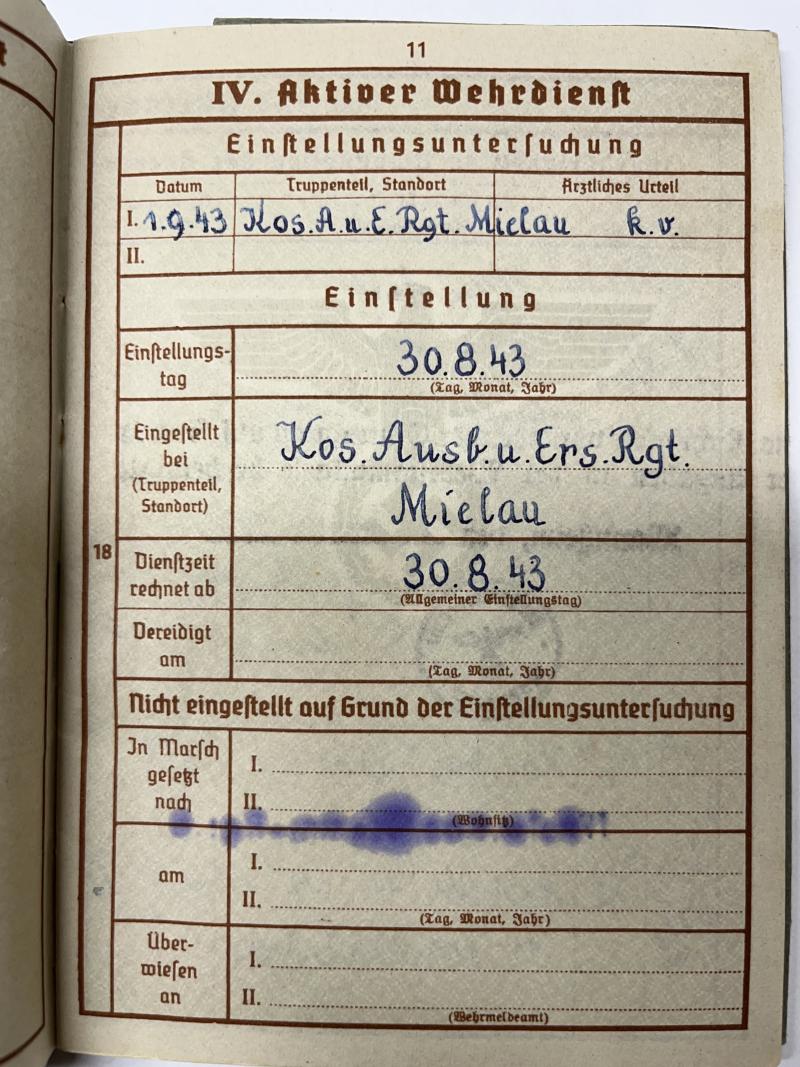 11
IV. Aktiver Wehrdienst
Einstellungsuntersuchung
Datum Truppenteil, Standort Ärztliches Urteil
I. 1.9.43 Kos.A.u.E.Rgt.Mielau k.v.
II.
Einstellung
Einstellungs-
tag
30.8.43
(Tag, Monat, Jahr)
Eingestellt
bei
(Truppenteil,
Standort)
Kos.Ausb.u.Ers.Rgt.
Mielau
18
Dienstzeit
rechnet ab
30.8.43
(Allgemeiner Einstellungstag)
Vereidigt
am
(Tag, Monat, Jahr)
Nicht eingestellt auf Grund der Einstellungsuntersuchung
In Marsch
gesetzt
nach
I.
II.
(Wohnsitz)
am
I.
II.
(Tag, Monat, Jahr)
Über-
wiesen
an
I.
II.
(Wehrmeldeamt)